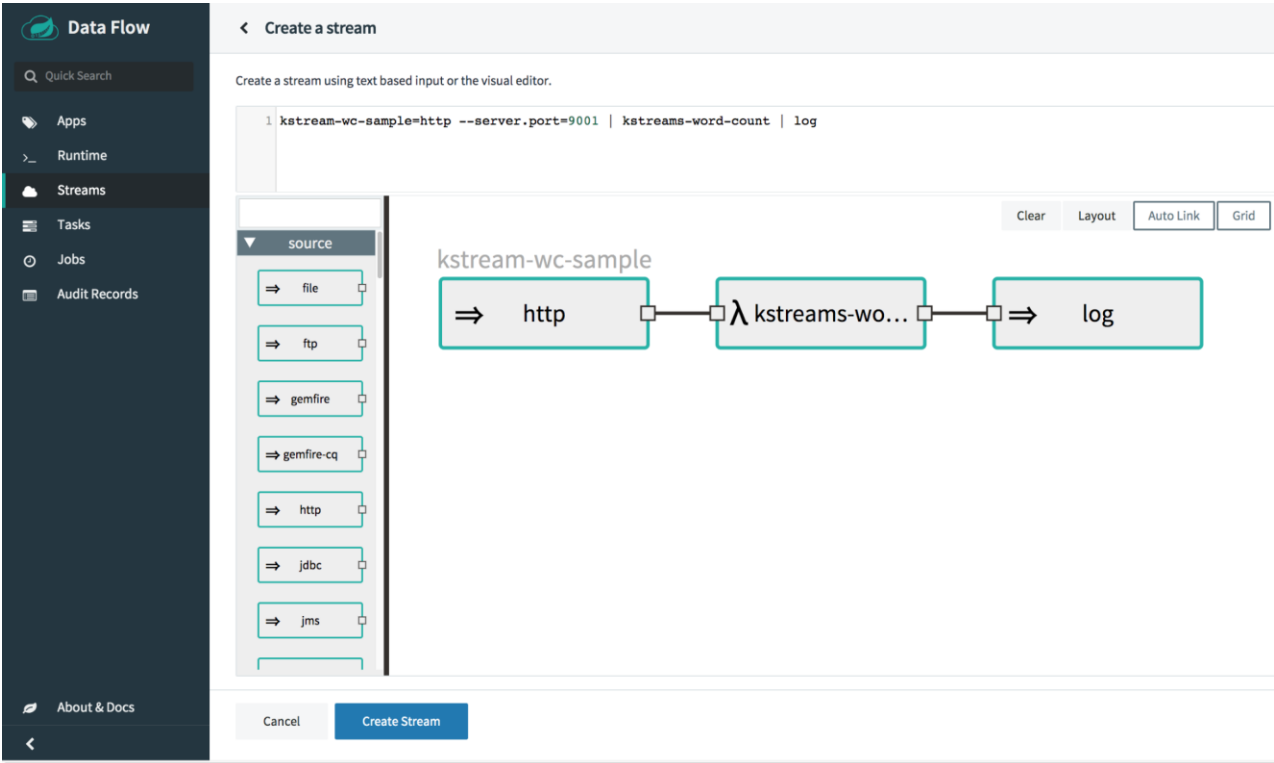 Data Flow
Quick Search
Apps
Runtime
Streams
Tasks
Jobs
Audit Records
About & Docs
Create a stream
Create a stream using text based input or the visual editor.
1 kstream-wc-sample=http --server.port=9001 | kstreams-word-count | log
source
file
ftp
gemfire
gemfire-cq
http
jdbc
jms
Clear Layout Auto Link Grid
kstream-wc-sample
http λ kstreams-wo... log
Cancel Create Stream